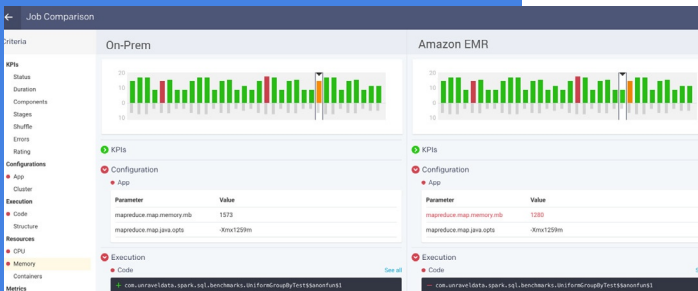 ← Job Comparison
Criteria
KPIs
Status
Duration
Components
Stages
Shuffle
Errors
Rating
Configurations
App
Cluster
Execution
Code
Structure
Resources
CPU
Memory
Containers
Metrics
On-Prem
20
10
0
10
KPIs
Configuration
App
Parameter Value
mapreduce.map.memory.mb 1573
mapreduce.map.java.opts -Xmx1259m
Execution
Code See all
+ com.unraveldata.spark.sql.benchmarks.UniformGroupByTest$$anonfun$1
Amazon EMR
20
10
0
10
KPIs
Configuration
App
Parameter Value
mapreduce.map.memory.mb 1280
mapreduce.map.java.opts -Xmx1259m
Execution
Code
— com.unraveldata.spark.sql.benchmarks.UniformGroupByTest$$anonfun$1